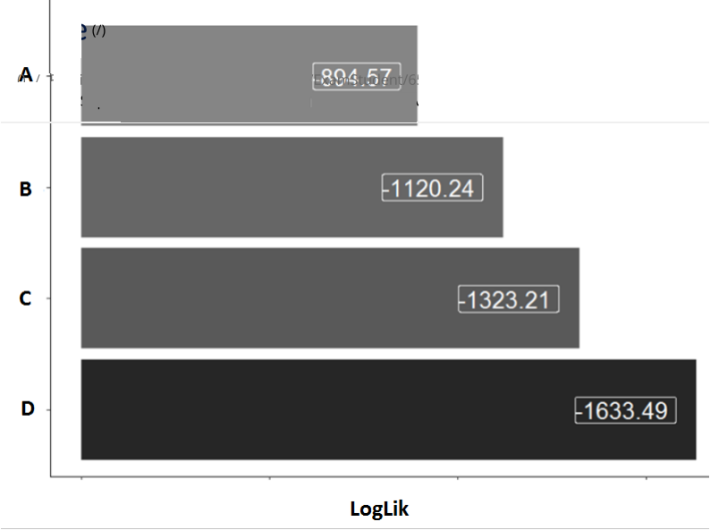 (/)
A
894.57
B
-1120.24
C
-1323.21
D
-1633.49
LogLik